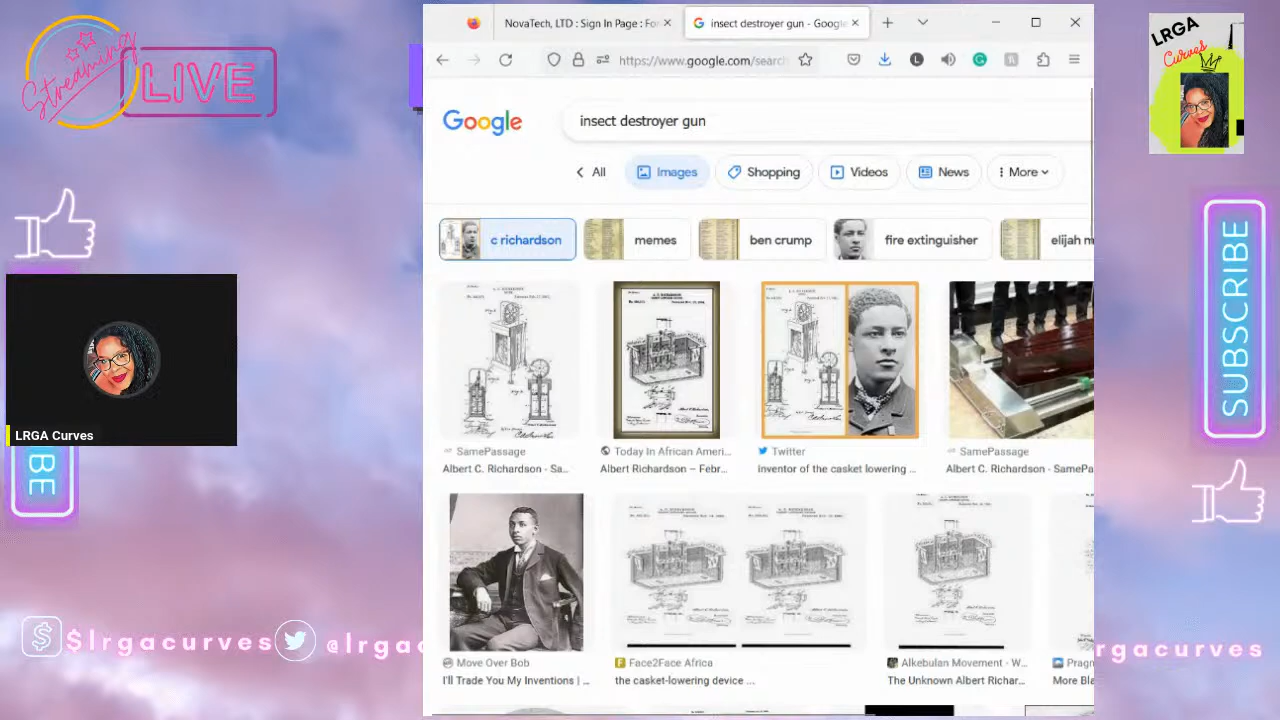 Streaming
LIVE
NovaTech, LTD : Sign In Page : Fo
insect destroyer gun - Google
https://www.google.com/search
Google
insect destroyer gun
All
Images
Shopping
Videos
News
More
c richardson
memes
ben crump
fire extinguisher
elijah m
SamePassage
Albert C. Richardson - Sa...
Today In African Ameri...
Albert Richardson – Febr...
Twitter
inventor of the casket lowering ...
SamePassage
Albert C. Richardson - SamePa
Move Over Bob
I'll Trade You My Inventions | ...
Face2Face Africa
the casket-lowering device ...
Alkebulan Movement - W...
The Unknown Albert Richar...
Pragn
More Bla
LRGA Curves
BE
$lrgacurves
@lrgac
LRGA
Curves
SUBSCRIBE
rgacurves